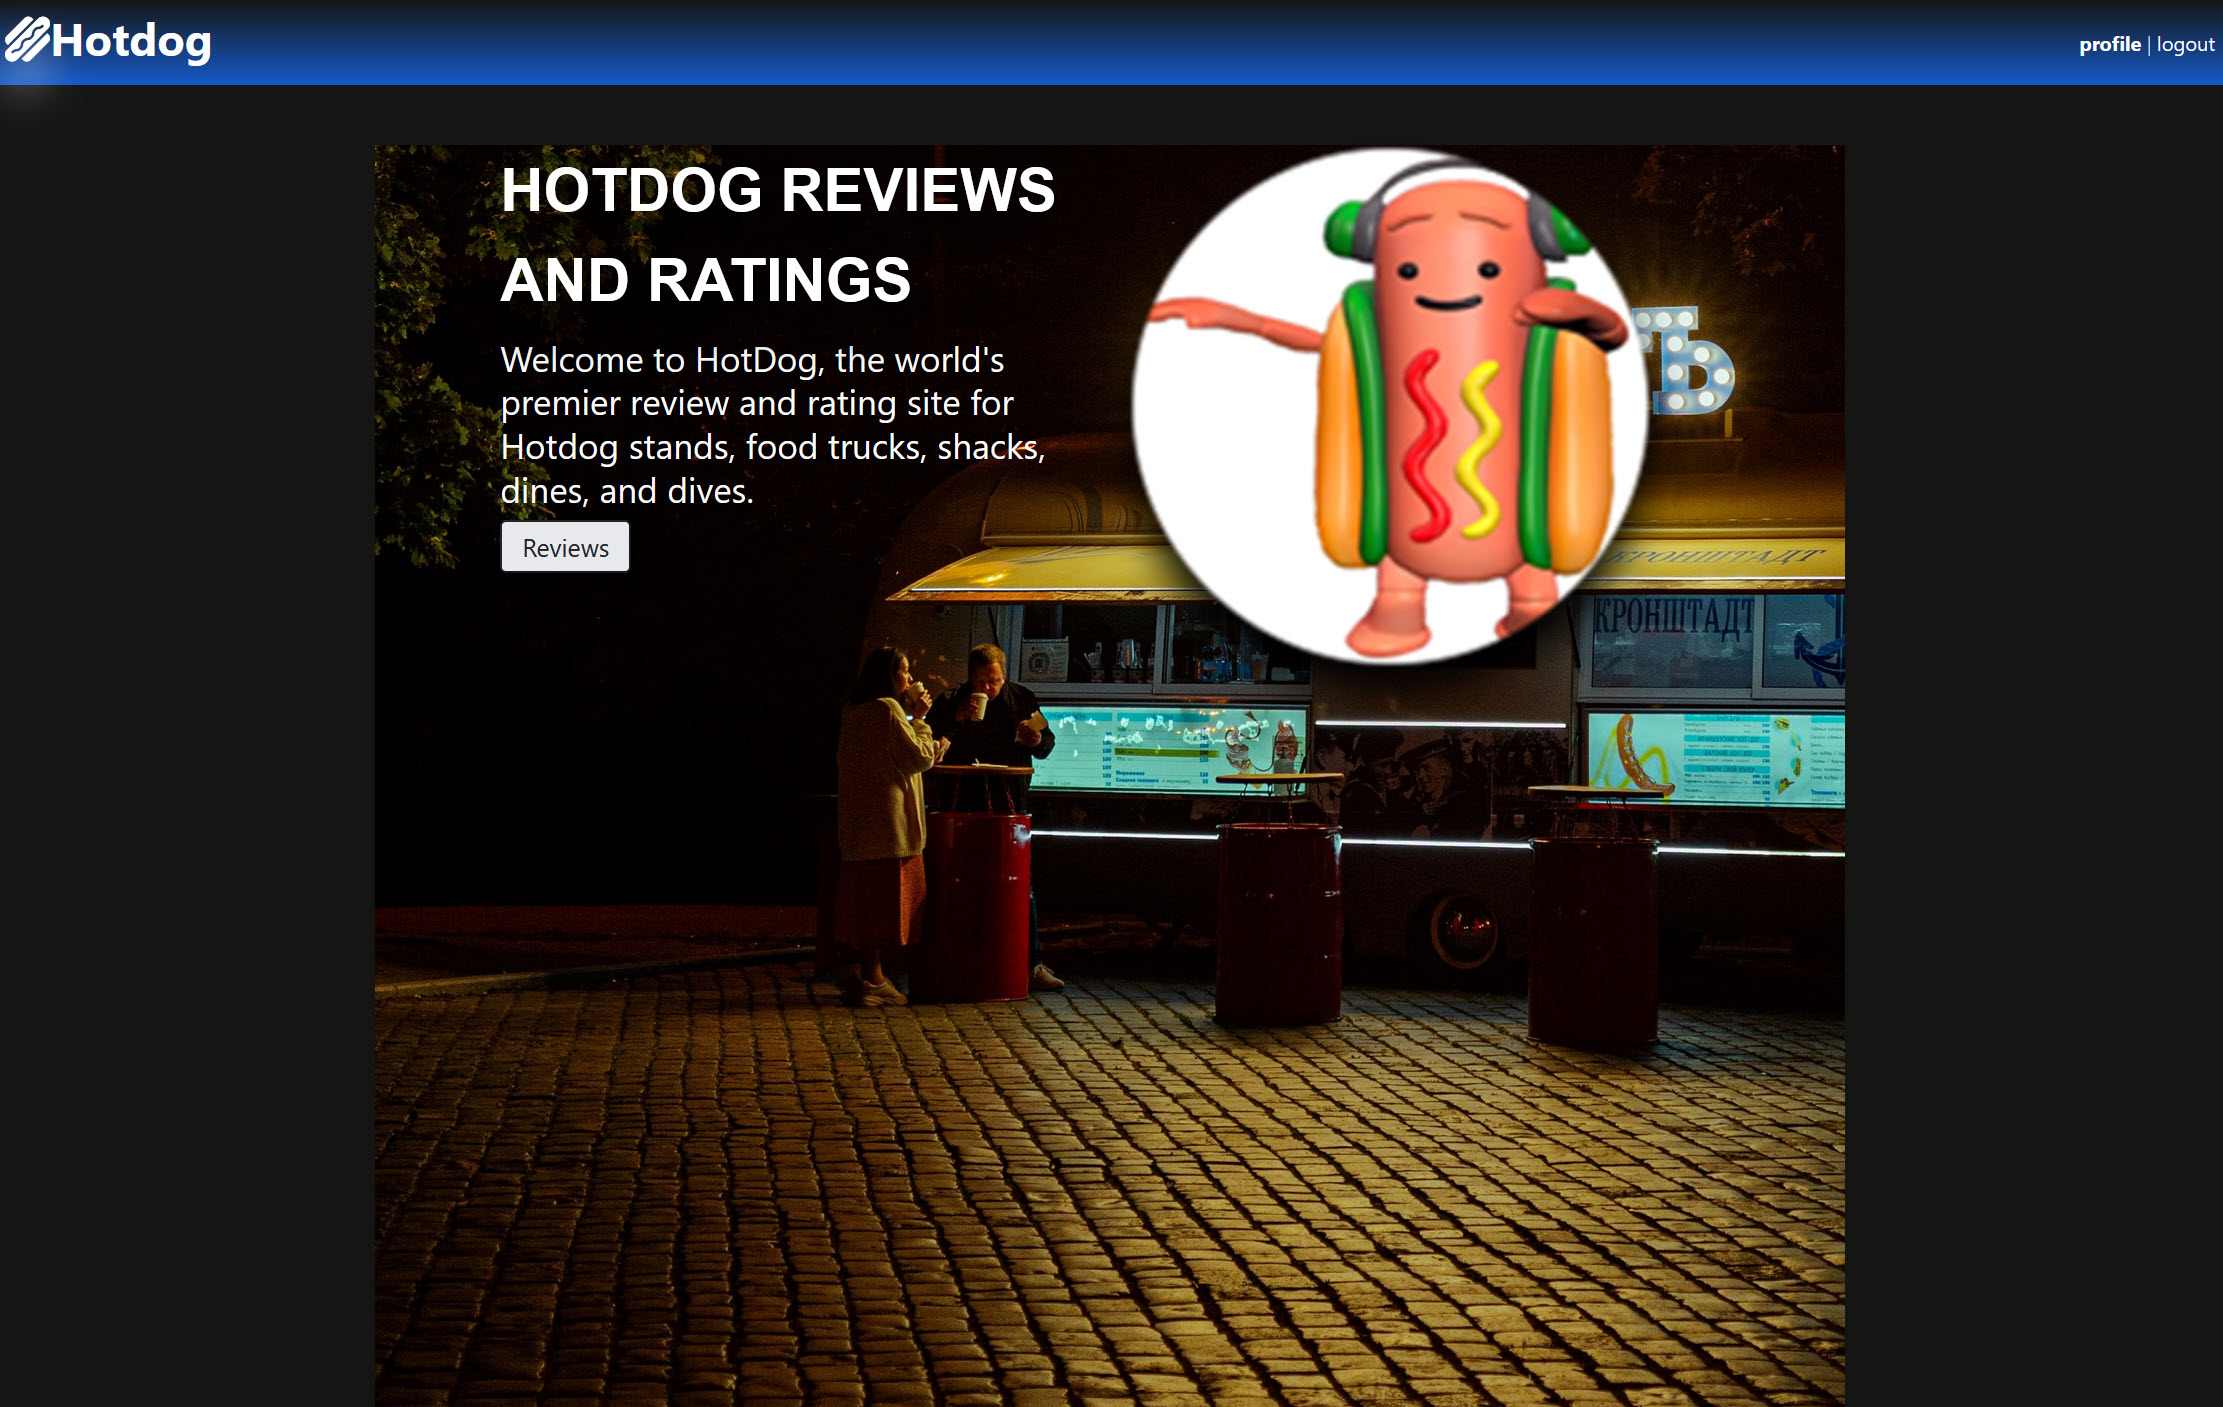 Hotdog
profile | logout
HOTDOG REVIEWS
AND RATINGS
Welcome to HotDog, the world's
premier review and rating site for
Hotdog stands, food trucks, shacks,
dines, and dives.
Reviews
Ъ
КРОНШТАДТ
КРОНШТАДТ